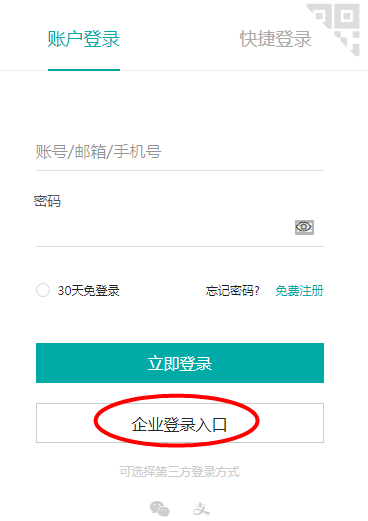 账户登录 快捷登录
账号/邮箱/手机号
密码
30天免登录 忘记密码? 免费注册
立即登录
企业登录入口
可选择第三方登录方式